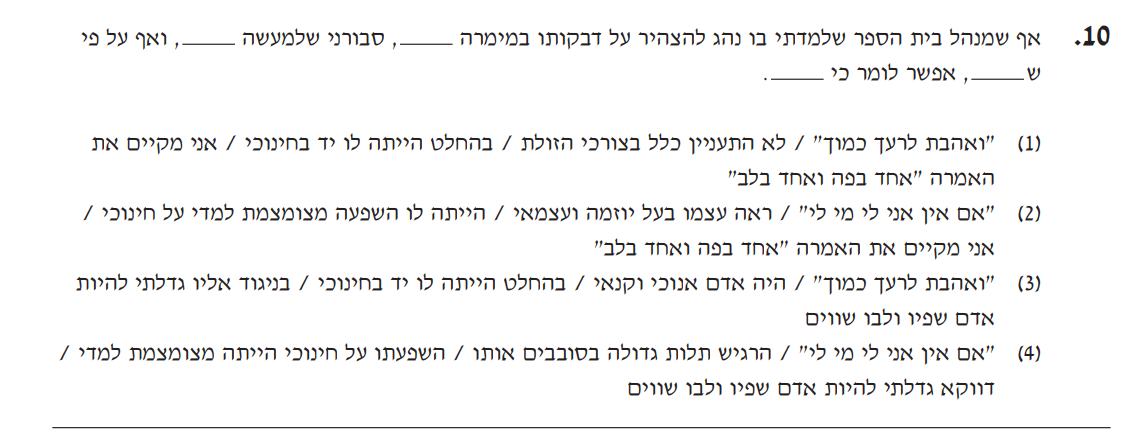 10. אף שמנהל בית הספר שלמדתי בו נהג להצהיר על דבקותו במימרה _____, סבורני שלמעשה _____, ואף על פי
ש_____, אפשר לומר כי _____.
(1) "ואהבת לרעך כמוך" / לא התעניין כלל בצורכי הזולת / בהחלט הייתה לו יד בחינוכי / אני מקיים את
האמרה "אחד בפה ואחד בלב"
(2) "אם אין אני לי מי לי" / ראה עצמו בעל יוזמה ועצמאי / הייתה לו השפעה מצומצמת למדי על חינוכי /
אני מקיים את האמרה "אחד בפה ואחד בלב"
(3) "ואהבת לרעך כמוך" / היה אדם אנוכי וקנאי / בהחלט הייתה לו יד בחינוכי / בניגוד אליו גדלתי להיות
אדם שפיו ולבו שווים
(4) "אם אין אני לי מי לי" / הרגיש תלות גדולה בסובבים אותו / השפעתו על חינוכי הייתה מצומצמת למדי /
דווקא גדלתי להיות אדם שפיו ולבו שווים